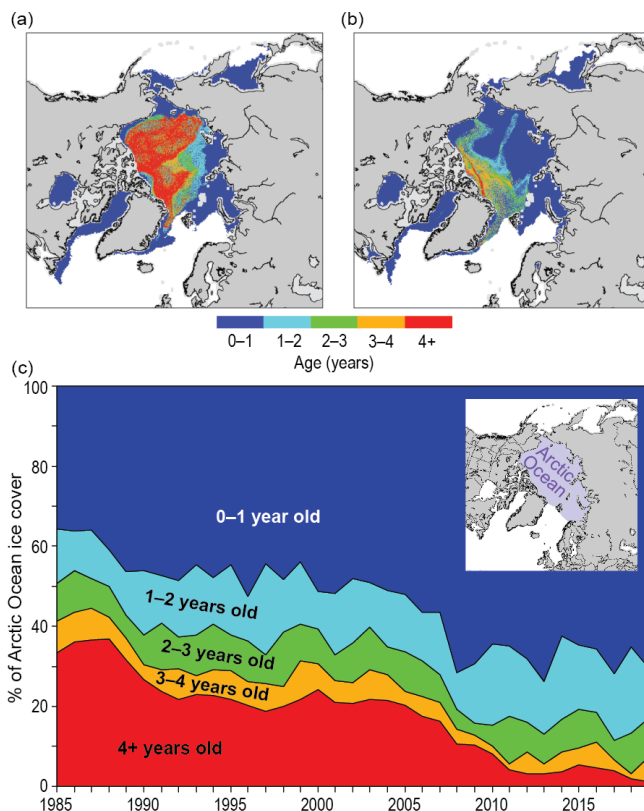 (a)
(b)
0–1
1–2
2–3
3–4
4+
Age (years)
(c)
% of Arctic Ocean ice cover
100
80
60
40
20
0
Arctic
Ocean
0–1 year old
1–2 years old
2–3 years old
3–4 years old
4+ years old
1985
1990
1995
2000
2005
2010
2015